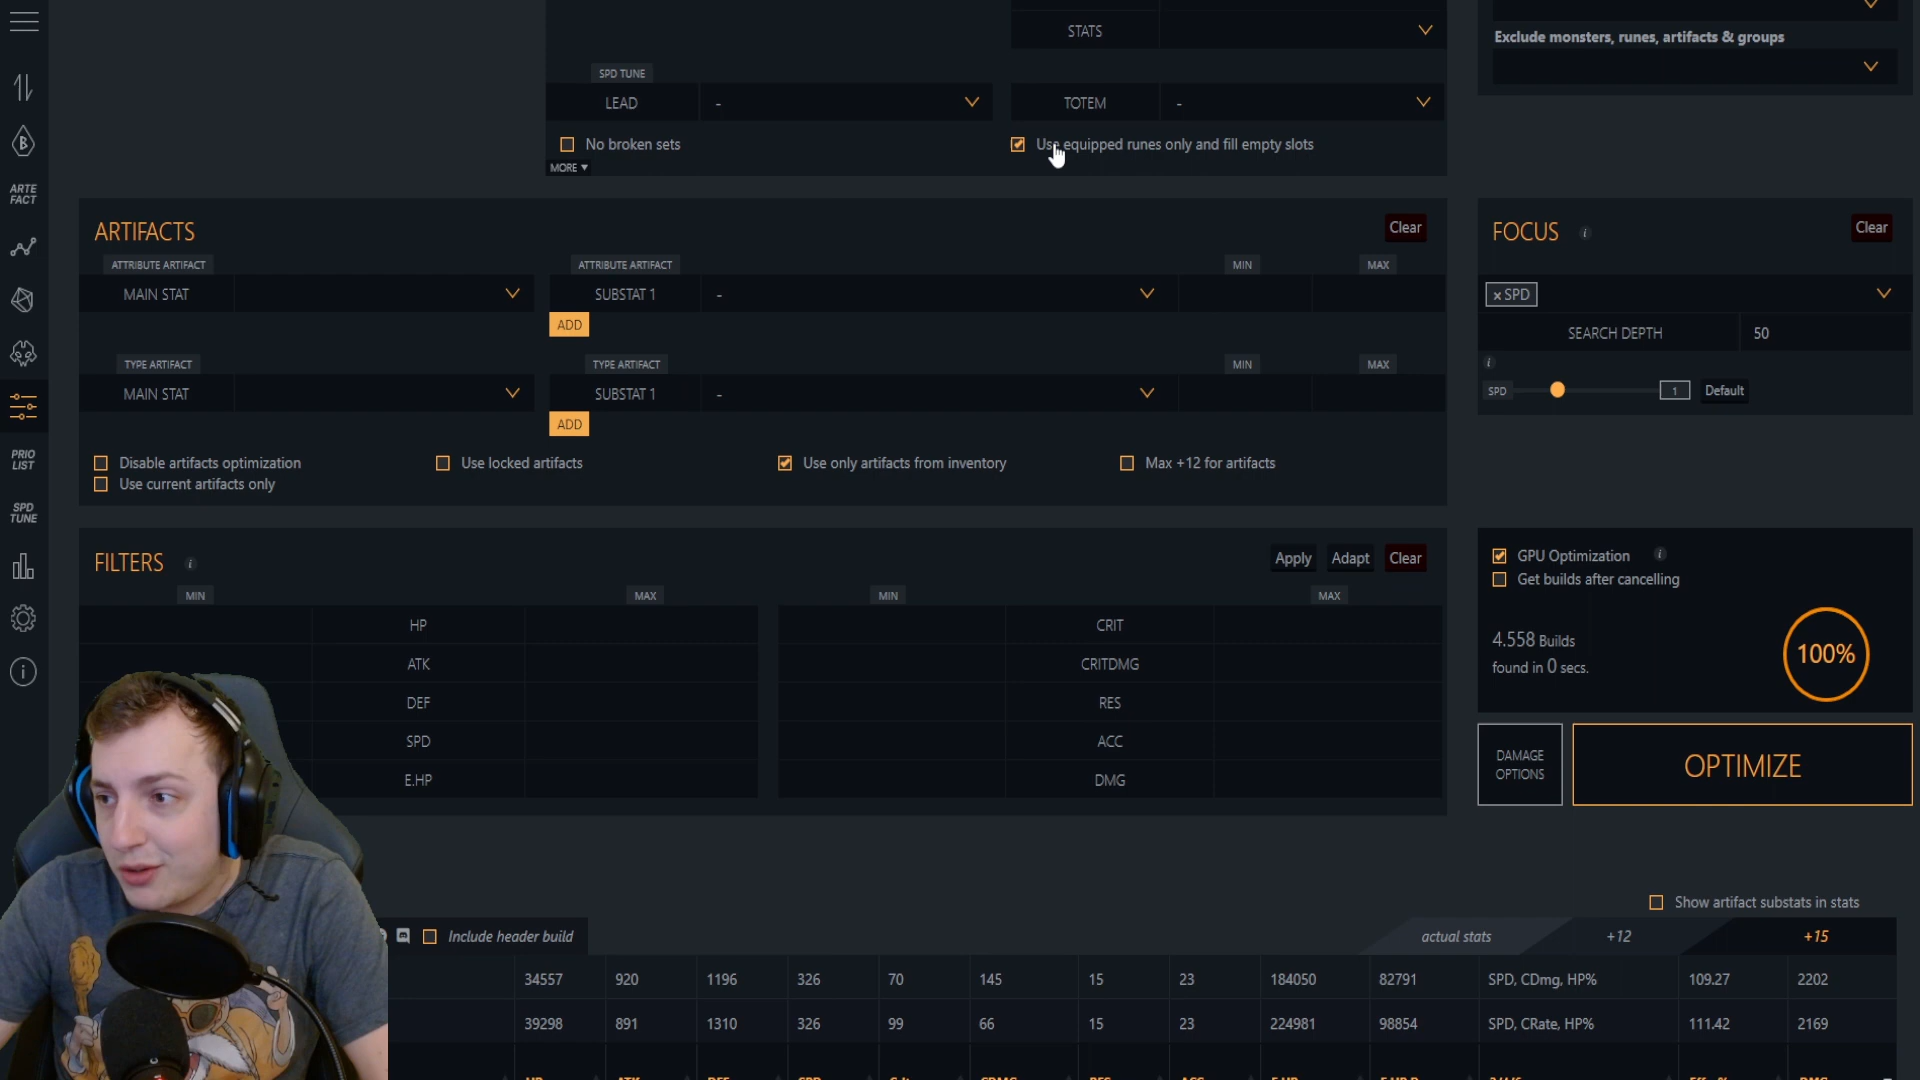 STATS
Exclude monsters, runes, artifacts & groups
SPD TUNE
LEAD -
TOTEM -
No broken sets
Use equipped runes only and fill empty slots
MORE
ARTE
FACT
ARTIFACTS
Clear
FOCUS i
Clear
ATTRIBUTE ARTIFACT
ATTRIBUTE ARTIFACT
MIN
MAX
MAIN STAT
SUBSTAT 1 -
× SPD
ADD
SEARCH DEPTH 50
TYPE ARTIFACT
TYPE ARTIFACT
MIN
MAX
i
MAIN STAT
SUBSTAT 1 -
SPD
1
Default
ADD
PRIO
LIST
Disable artifacts optimization
Use locked artifacts
Use only artifacts from inventory
Max +12 for artifacts
Use current artifacts only
SPD
TUNE
FILTERS i
Apply
Adapt
Clear
GPU Optimization i
Get builds after cancelling
MIN
MAX
MIN
MAX
HP
CRIT
ATK
CRITDMG
DEF
RES
SPD
ACC
E.HP
DMG
4.558 Builds
found in 0 secs.
100%
DAMAGE
OPTIONS
OPTIMIZE
Show artifact substats in stats
Include header build
actual stats
+12
+15
34557 920 1196 326 70 145 15 23 184050 82791 SPD, CDmg, HP% 109.27 2202
39298 891 1310 326 99 66 15 23 224981 98854 SPD, CRate, HP% 111.42 2169